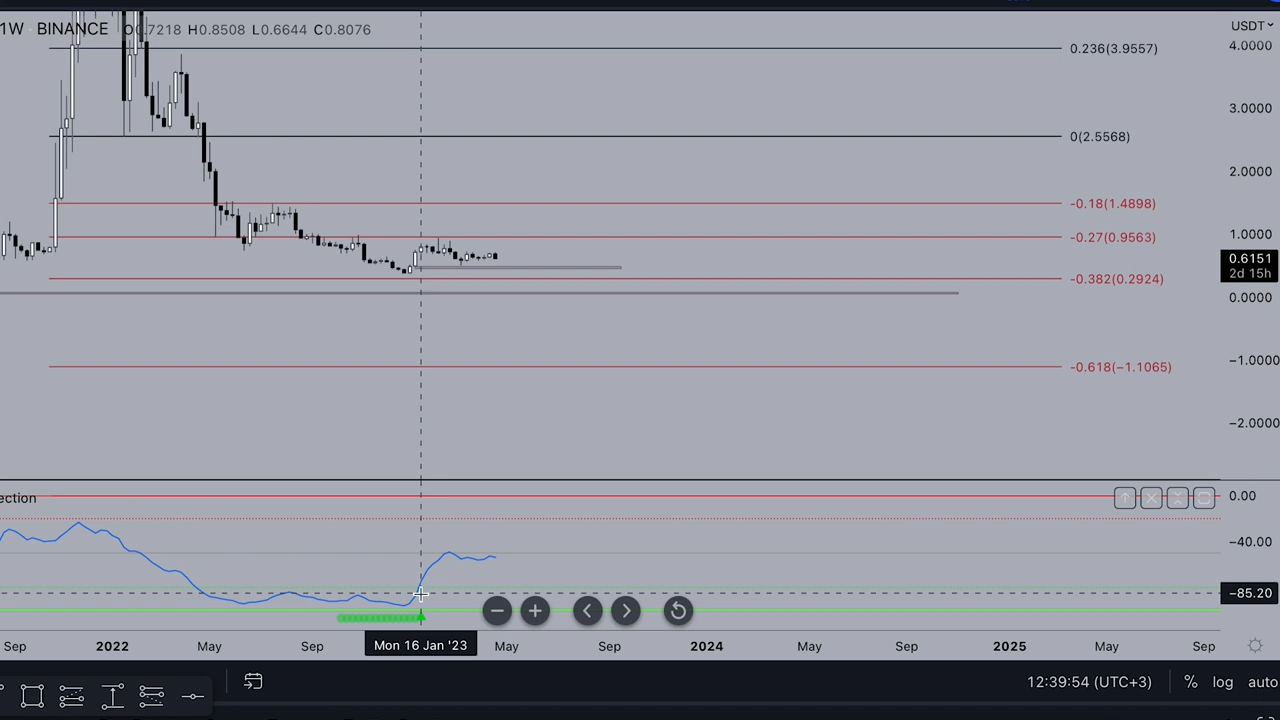 1W BINANCE O0.7218 H0.8508 L0.6644 C0.8076
USDT
4.0000
0.236(3.9557)
3.0000
0(2.5568)
2.0000
-0.18(1.4898)
1.0000
-0.27(0.9563)
0.6151
2d 15h
-0.382(0.2924)
0.0000
−1.0000
-0.618(−1.1065)
−2.0000
ection
0.00
−40.00
−85.20
Sep 2022 May Sep Mon 16 Jan '23 May Sep 2024 May Sep 2025 May Sep
12:39:54 (UTC+3) % log auto